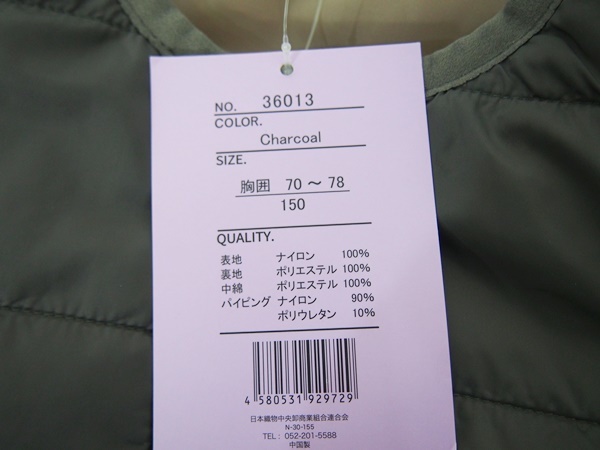 NO. 36013
COLOR.
Charcoal
SIZE.
胸囲 70 ～ 78
150
QUALITY.
表地 ナイロン 100%
裏地 ポリエステル 100%
中綿 ポリエステル 100%
パイピング ナイロン 90%
ポリウレタン 10%
4 580531 929729
日本織物中央卸商業組合連合会
N-30-155
TEL : 052-201-5588
中国製